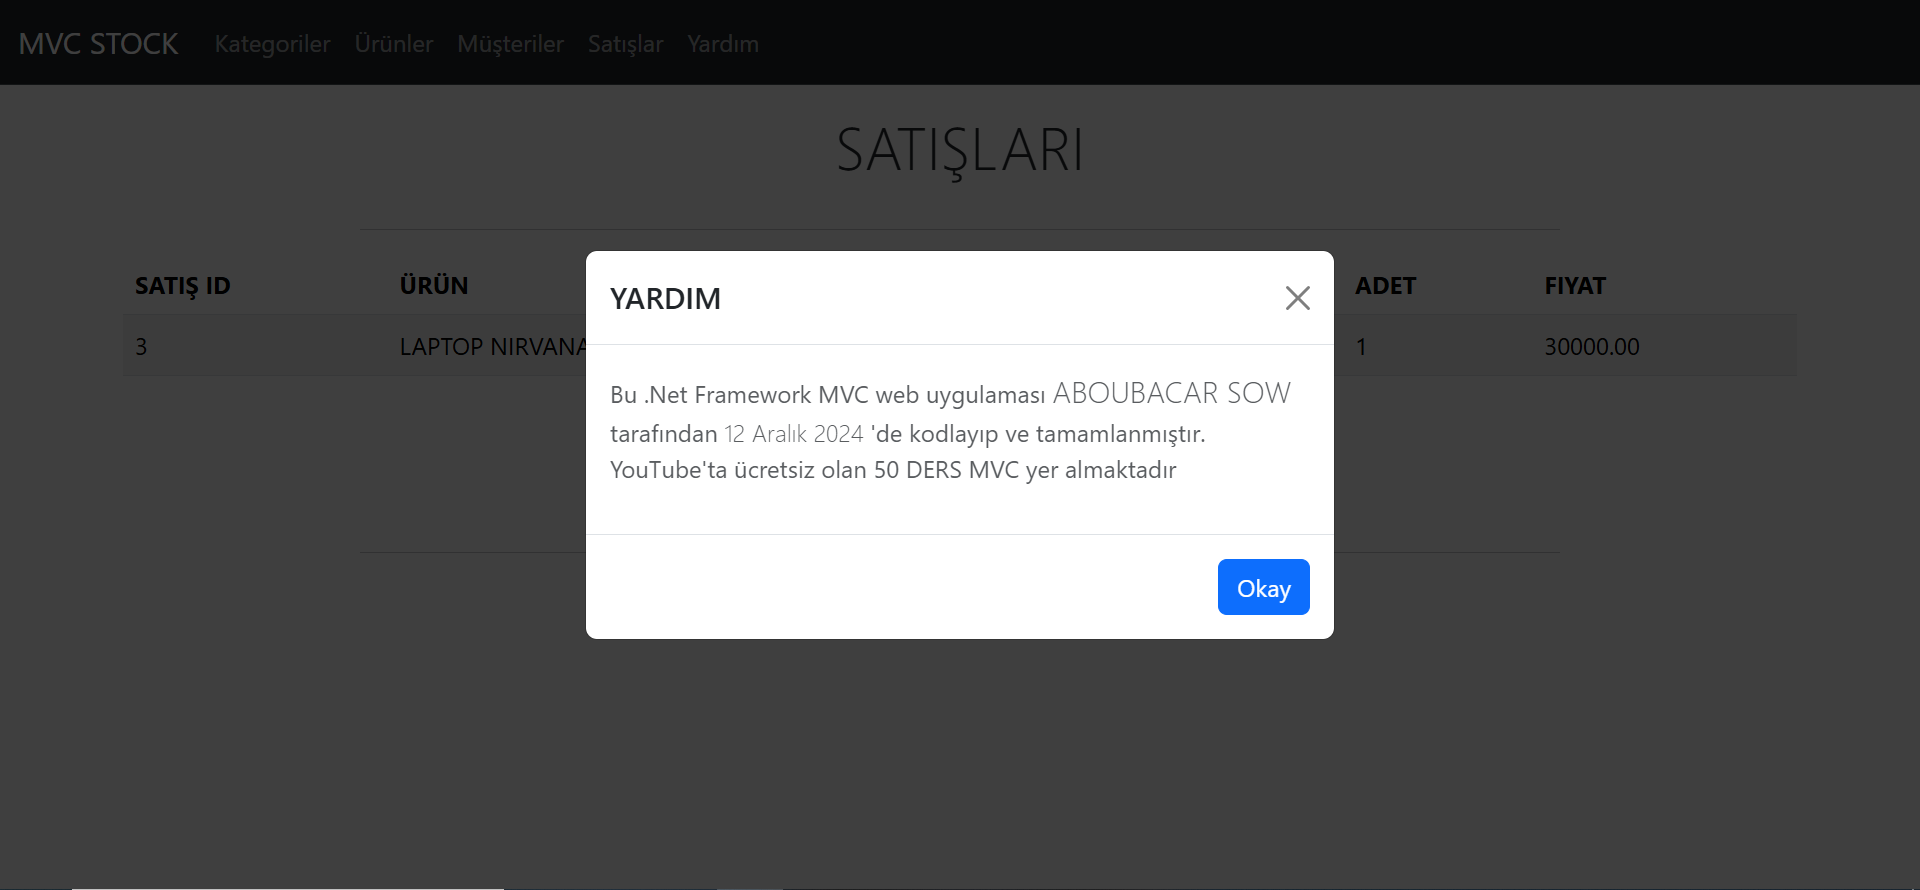 MVC STOCK Kategoriler Ürünler Müşteriler Satışlar Yardım
SATIŞLARI
SATIŞ ID ÜRÜN ADET FIYAT
3 LAPTOP NIRVANA 1 30000.00
YARDIM
Bu .Net Framework MVC web uygulaması ABOUBACAR SOW
tarafından 12 Aralık 2024 'de kodlayıp ve tamamlanmıştır.
YouTube'ta ücretsiz olan 50 DERS MVC yer almaktadır
Okay